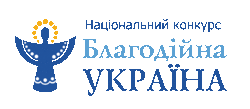 Національний конкурс
Благодійна
УКРАЇНА